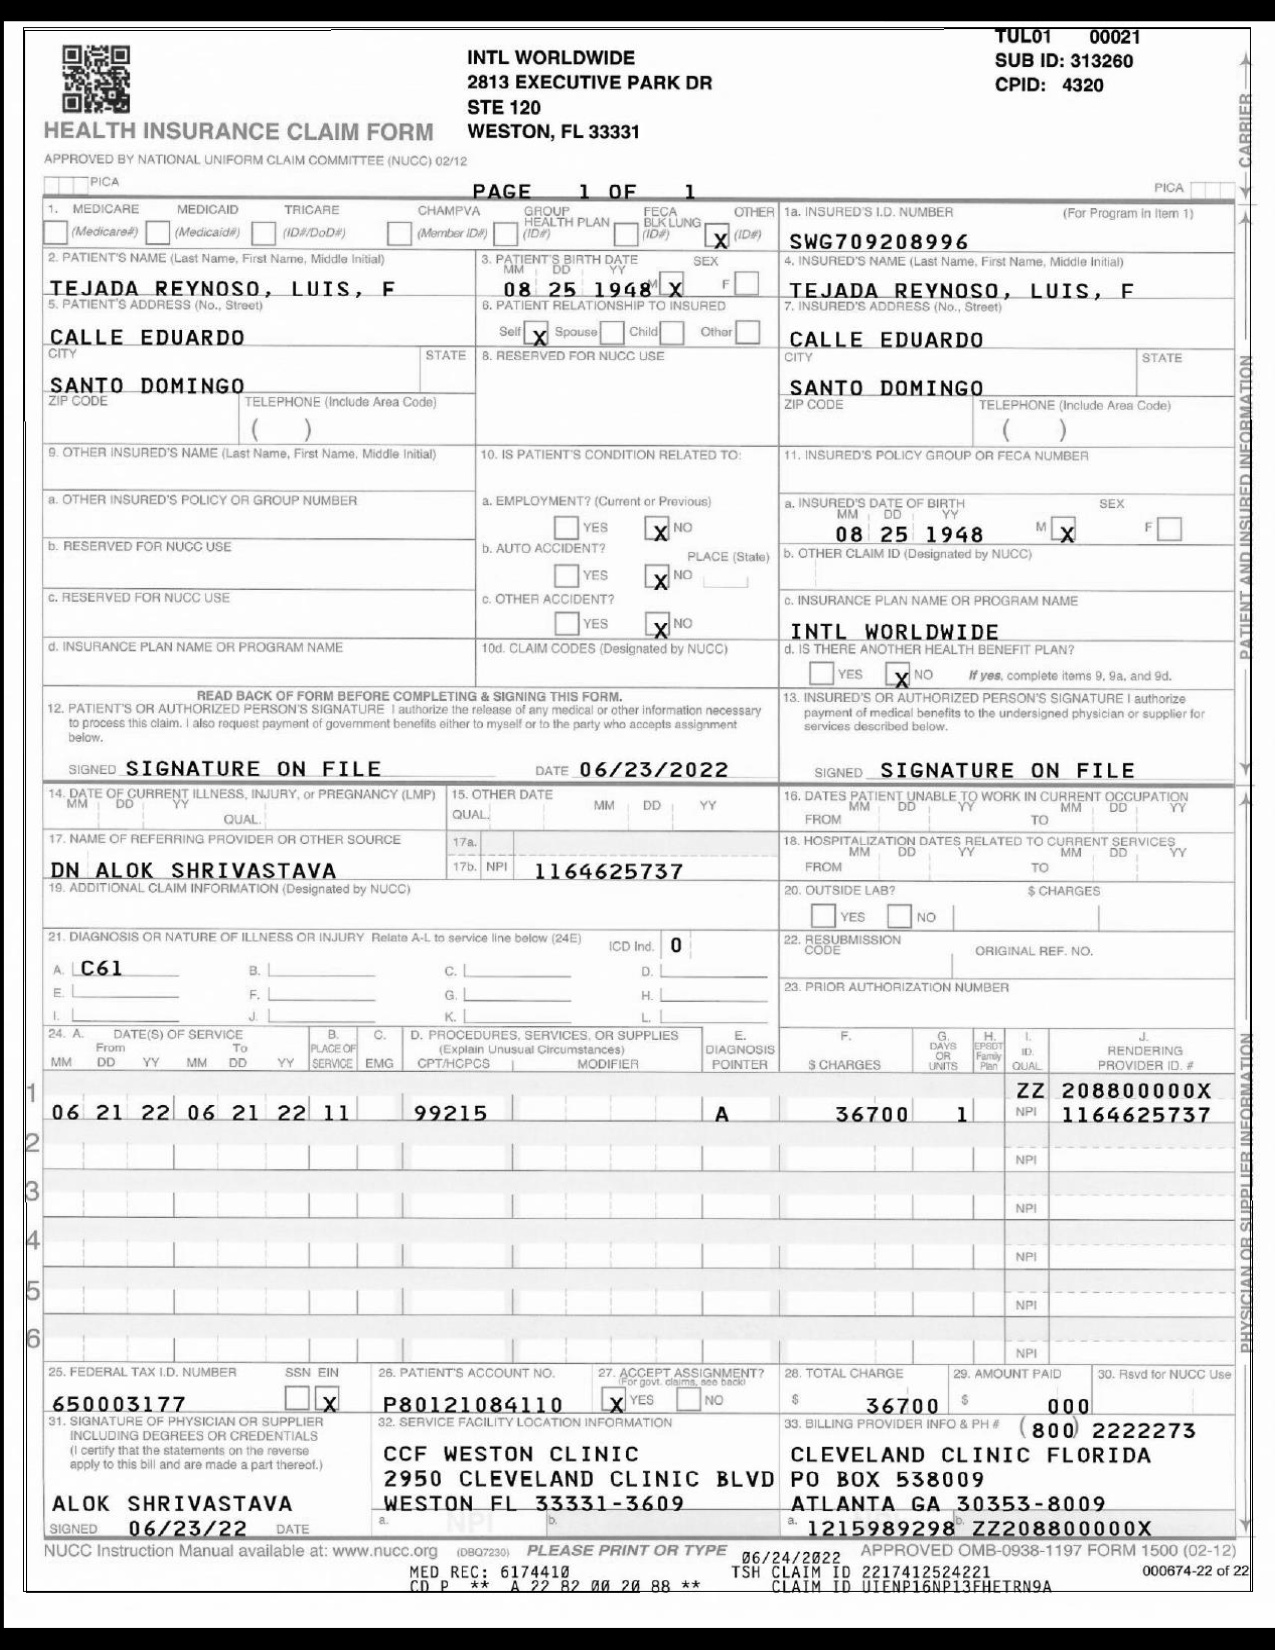 TUL01 00021
INTL WORLDWIDE
SUB ID: 313260
2813 EXECUTIVE PARK DR
CPID: 4320
STE 120
HEALTH INSURANCE CLAIM FORM
WESTON, FL 33331
APPROVED BY NATIONAL UNIFORM CLAIM COMMITTEE (NUCC) 02/12
PICA
PAGE 1 OF 1
PICA
CARRIER
1. MEDICARE MEDICAID TRICARE CHAMPVA GROUP HEALTH PLAN FECA BLK LUNG OTHER
(Medicare#) (Medicaid#) (ID#/DoD#) (Member ID#) (ID#) (ID#) X (ID#)
1a. INSURED'S I.D. NUMBER (For Program in Item 1)
SWG709208996
2. PATIENT'S NAME (Last Name, First Name, Middle Initial)
TEJADA REYNOSO, LUIS, F
3. PATIENT'S BIRTH DATE SEX
MM DD YY
08 25 1948 M X F
4. INSURED'S NAME (Last Name, First Name, Middle Initial)
TEJADA REYNOSO, LUIS, F
5. PATIENT'S ADDRESS (No., Street)
CALLE EDUARDO
6. PATIENT RELATIONSHIP TO INSURED
Self X Spouse Child Other
7. INSURED'S ADDRESS (No., Street)
CALLE EDUARDO
CITY STATE
SANTO DOMINGO
8. RESERVED FOR NUCC USE
CITY STATE
SANTO DOMINGO
ZIP CODE TELEPHONE (Include Area Code)
( )
ZIP CODE TELEPHONE (Include Area Code)
( )
9. OTHER INSURED'S NAME (Last Name, First Name, Middle Initial)
10. IS PATIENT'S CONDITION RELATED TO:
11. INSURED'S POLICY GROUP OR FECA NUMBER
a. OTHER INSURED'S POLICY OR GROUP NUMBER
a. EMPLOYMENT? (Current or Previous)
YES X NO
a. INSURED'S DATE OF BIRTH SEX
MM DD YY
08 25 1948 M X F
b. RESERVED FOR NUCC USE
b. AUTO ACCIDENT? PLACE (State)
YES X NO
b. OTHER CLAIM ID (Designated by NUCC)
c. RESERVED FOR NUCC USE
c. OTHER ACCIDENT?
YES X NO
c. INSURANCE PLAN NAME OR PROGRAM NAME
INTL WORLDWIDE
d. INSURANCE PLAN NAME OR PROGRAM NAME
10d. CLAIM CODES (Designated by NUCC)
d. IS THERE ANOTHER HEALTH BENEFIT PLAN?
YES X NO If yes, complete items 9, 9a, and 9d.
PATIENT AND INSURED INFORMATION
READ BACK OF FORM BEFORE COMPLETING & SIGNING THIS FORM.
12. PATIENT'S OR AUTHORIZED PERSON'S SIGNATURE I authorize the release of any medical or other information necessary
to process this claim. I also request payment of government benefits either to myself or to the party who accepts assignment
below.
SIGNED SIGNATURE ON FILE DATE 06/23/2022
13. INSURED'S OR AUTHORIZED PERSON'S SIGNATURE I authorize
payment of medical benefits to the undersigned physician or supplier for
services described below.
SIGNED SIGNATURE ON FILE
14. DATE OF CURRENT ILLNESS, INJURY, or PREGNANCY (LMP)
MM DD YY
QUAL.
15. OTHER DATE
QUAL. MM DD YY
16. DATES PATIENT UNABLE TO WORK IN CURRENT OCCUPATION
MM DD YY MM DD YY
FROM TO
17. NAME OF REFERRING PROVIDER OR OTHER SOURCE
DN ALOK SHRIVASTAVA
17a.
17b. NPI 1164625737
18. HOSPITALIZATION DATES RELATED TO CURRENT SERVICES
MM DD YY MM DD YY
FROM TO
19. ADDITIONAL CLAIM INFORMATION (Designated by NUCC)
20. OUTSIDE LAB? $ CHARGES
YES NO
21. DIAGNOSIS OR NATURE OF ILLNESS OR INJURY Relate A-L to service line below (24E) ICD Ind. 0
A. C61 B. C. D.
E. F. G. H.
I. J. K. L.
22. RESUBMISSION CODE ORIGINAL REF. NO.
23. PRIOR AUTHORIZATION NUMBER
24. A. DATE(S) OF SERVICE B. C. D. PROCEDURES, SERVICES, OR SUPPLIES E. F. G. H. I. J.
From To PLACE OF (Explain Unusual Circumstances) DIAGNOSIS DAYS OR UNITS EPSDT Family Plan ID. QUAL. RENDERING
MM DD YY MM DD YY SERVICE EMG CPT/HCPCS MODIFIER POINTER $ CHARGES PROVIDER ID. #
1
ZZ 208800000X
06 21 22 06 21 22 11 99215 A 36700 1 NPI 1164625737
2
NPI
3
NPI
4
NPI
5
NPI
6
NPI
PHYSICIAN OR SUPPLIER INFORMATION
25. FEDERAL TAX I.D. NUMBER SSN EIN
650003177 X
26. PATIENT'S ACCOUNT NO.
P80121084110
27. ACCEPT ASSIGNMENT?
(For govt. claims, see back)
X YES NO
28. TOTAL CHARGE
$ 36700
29. AMOUNT PAID
$ 000
30. Rsvd for NUCC Use
31. SIGNATURE OF PHYSICIAN OR SUPPLIER
INCLUDING DEGREES OR CREDENTIALS
(I certify that the statements on the reverse
apply to this bill and are made a part thereof.)
ALOK SHRIVASTAVA
SIGNED 06/23/22 DATE
32. SERVICE FACILITY LOCATION INFORMATION
CCF WESTON CLINIC
2950 CLEVELAND CLINIC BLVD
WESTON FL 33331-3609
a. NPI b.
33. BILLING PROVIDER INFO & PH # (800) 2222273
CLEVELAND CLINIC FLORIDA
PO BOX 538009
ATLANTA GA 30353-8009
a. 1215989298 b. ZZ208800000X
NUCC Instruction Manual available at: www.nucc.org (DBQ7230) PLEASE PRINT OR TYPE 06/24/2022 APPROVED OMB-0938-1197 FORM 1500 (02-12)
MED REC: 6174410 TSH CLAIM ID 2217412524221 000674-22 of 22
CD P ** A 22 82 00 20 88 ** CLAIM ID UIENP16NP13FHETRN9A